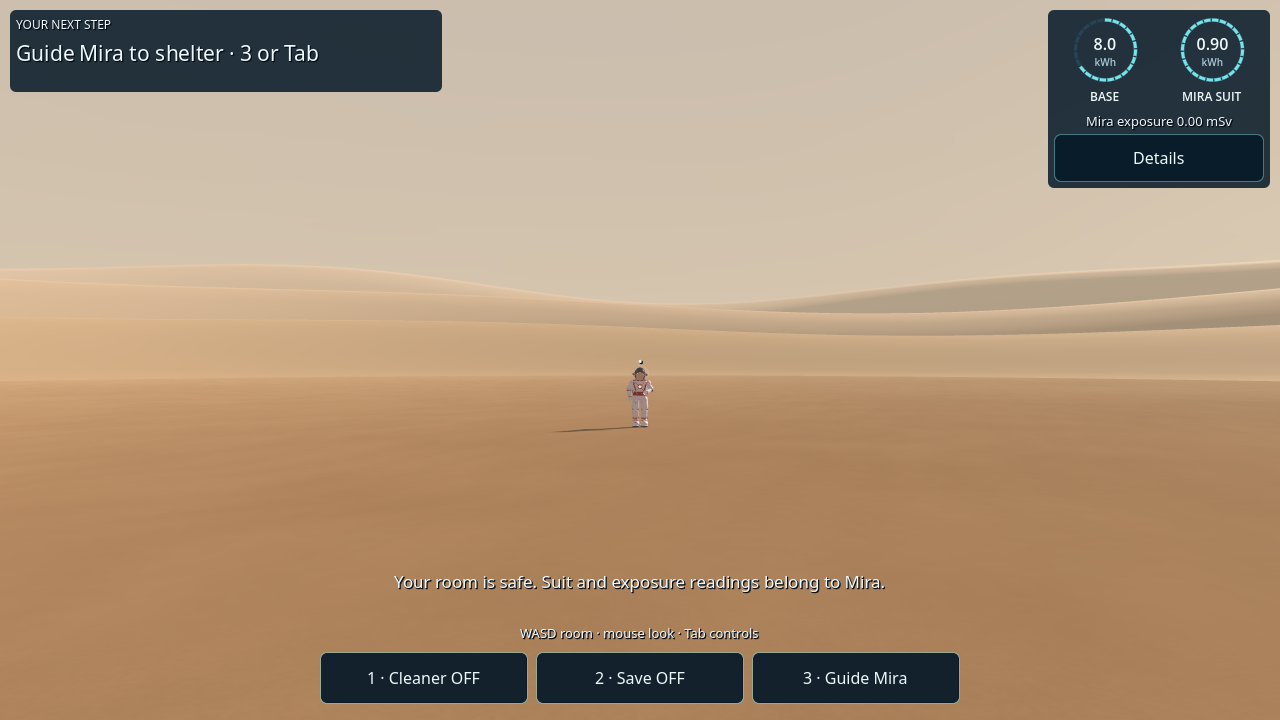 YOUR NEXT STEP
Guide Mira to shelter · 3 or Tab
8.0
kWh
BASE
0.90
kWh
MIRA SUIT
Mira exposure 0.00 mSv
Details
Your room is safe. Suit and exposure readings belong to Mira.
WASD room · mouse look · Tab controls
1 · Cleaner OFF
2 · Save OFF
3 · Guide Mira